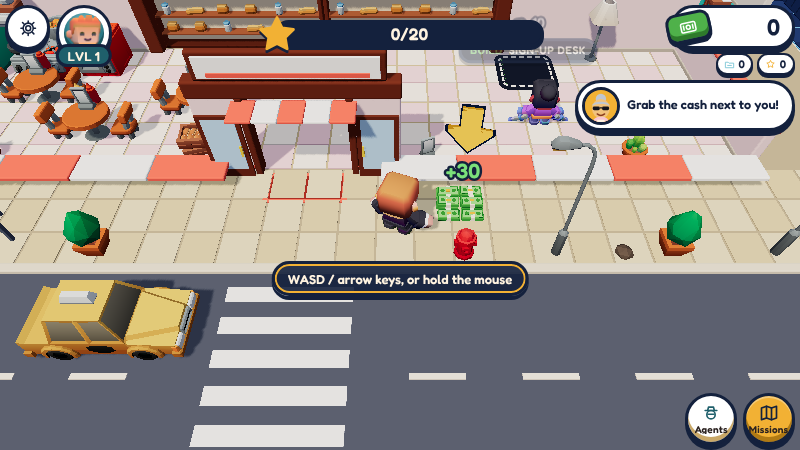 0/20
0
LVL 1
SIGN-UP DESK
0
0
Grab the cash next to you!
+30
WASD / arrow keys, or hold the mouse
Agents
Missions